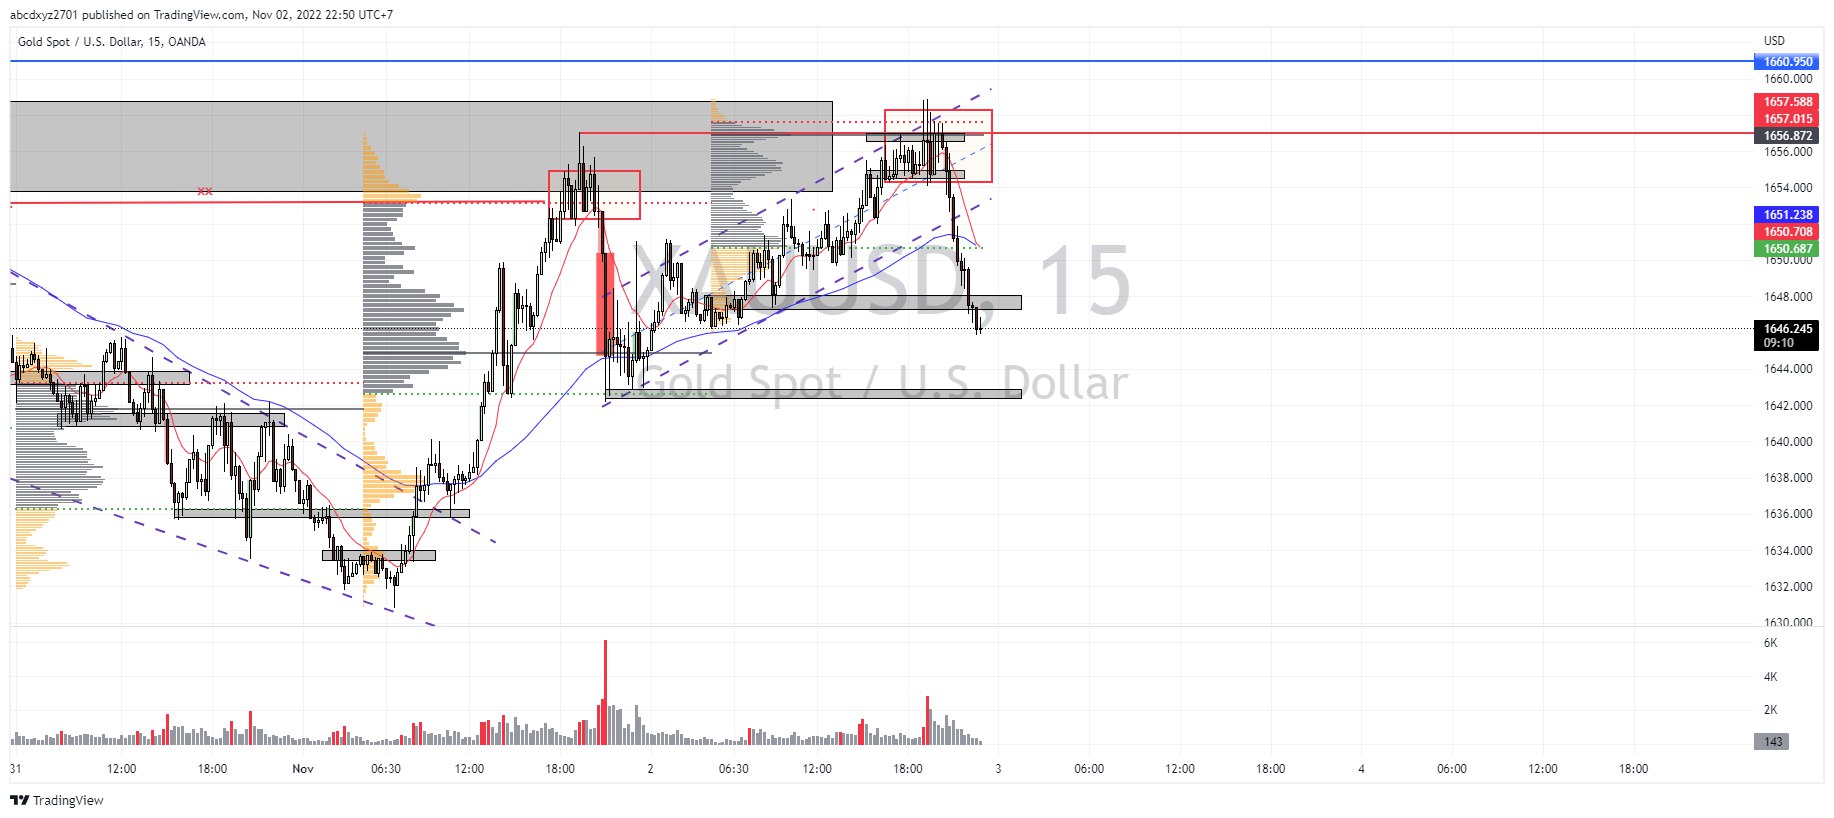 abcdxyz2701 published on TradingView.com, Nov 02, 2022 22:50 UTC+7
Gold Spot / U.S. Dollar, 15, OANDA
USD
1660.950
1660.000
1657.588
1657.015
1656.872
1656.000
1654.000
1651.238
1650.708
1650.687
1650.000
1648.000
1646.245
09:10
1644.000
1642.000
1640.000
1638.000
1636.000
1634.000
1632.000
1630.000
xx
XAUUSD, 15
Gold Spot / U.S. Dollar
6K
4K
2K
143
31 12:00 18:00 Nov 06:30 12:00 18:00 2 06:30 12:00 18:00 3 06:00 12:00 18:00 4 06:00 12:00 18:00
TradingView